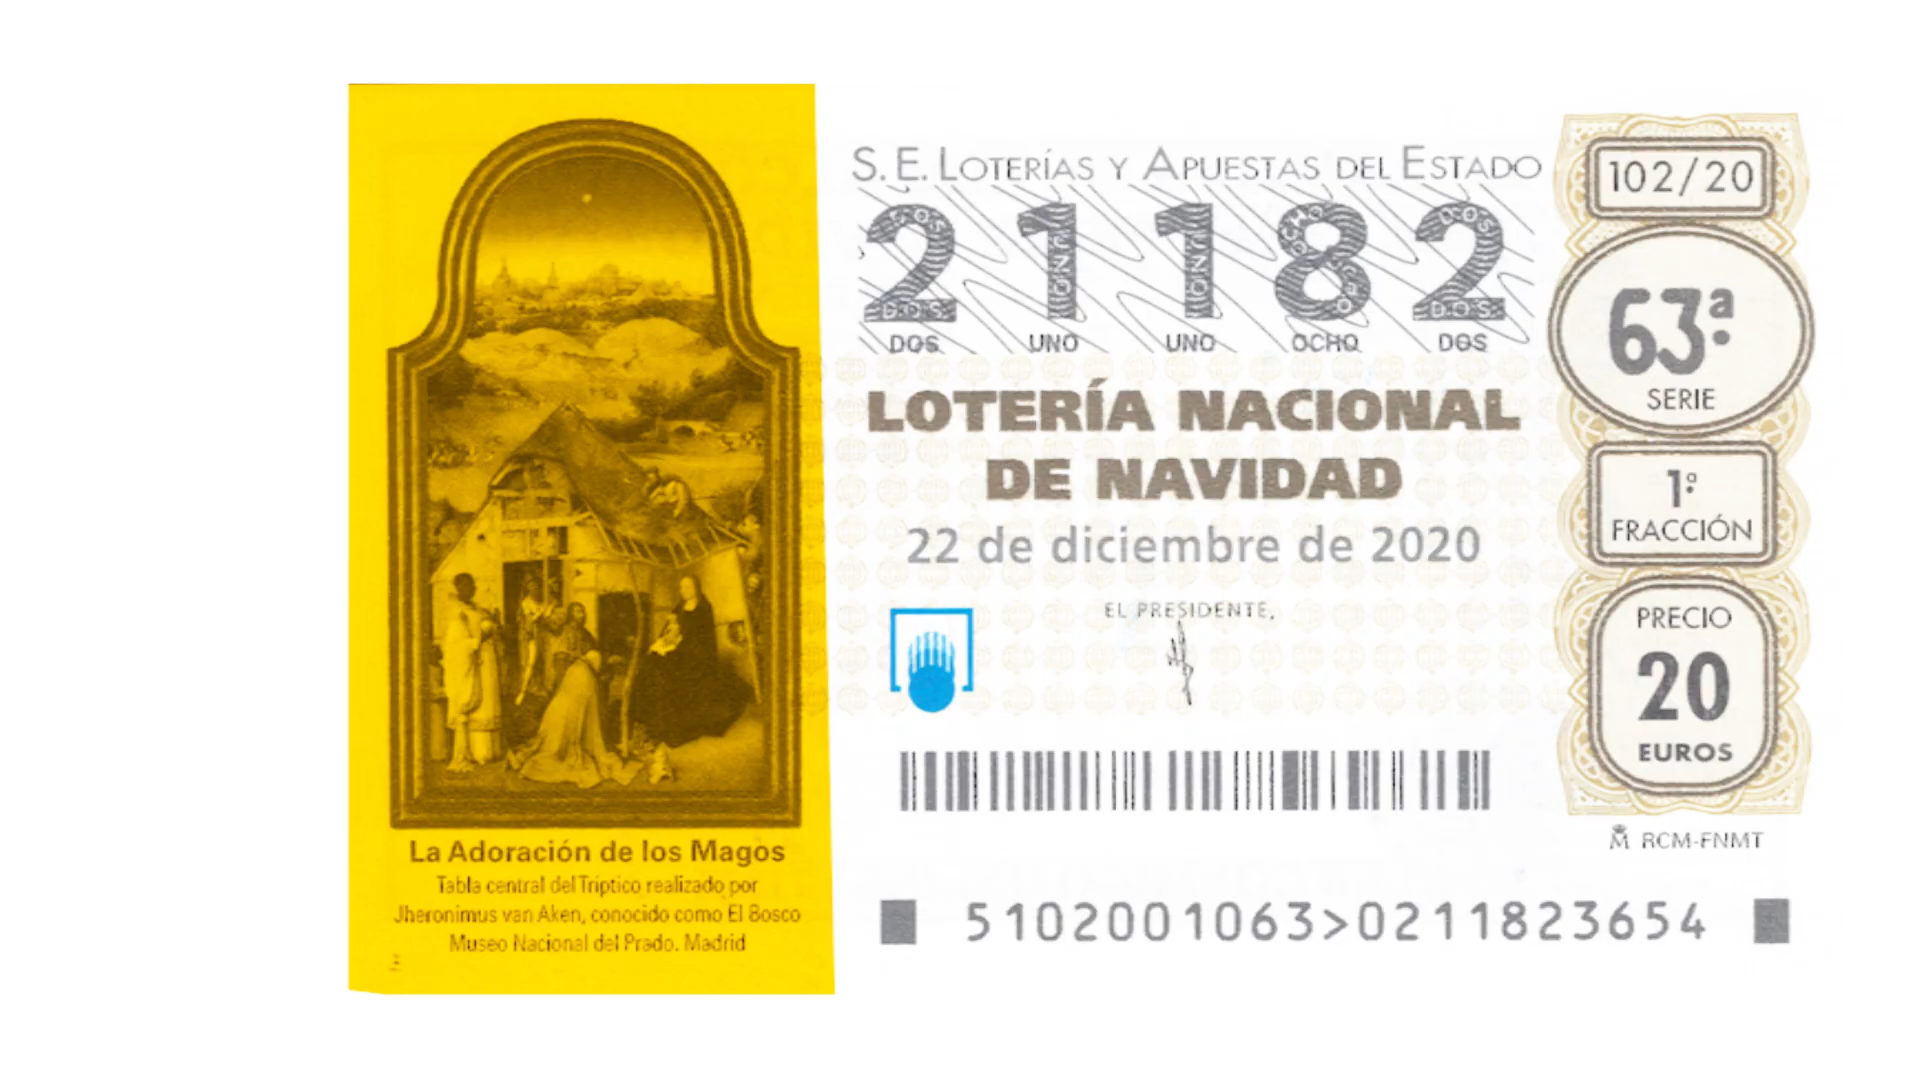 S. E. LOTERÍAS Y APUESTAS DEL ESTADO
21182
DOS UNO UNO OCHO DOS
LOTERÍA NACIONAL
DE NAVIDAD
22 de diciembre de 2020
EL PRESIDENTE,
102/20
63ª
SERIE
1ª
FRACCIÓN
PRECIO
20
EUROS
RCM-FNMT
5102001063>0211823654
La Adoración de los Magos
Tabla central del Tríptico realizado por
Jheronimus van Aken, conocido como El Bosco
Museo Nacional del Prado. Madrid